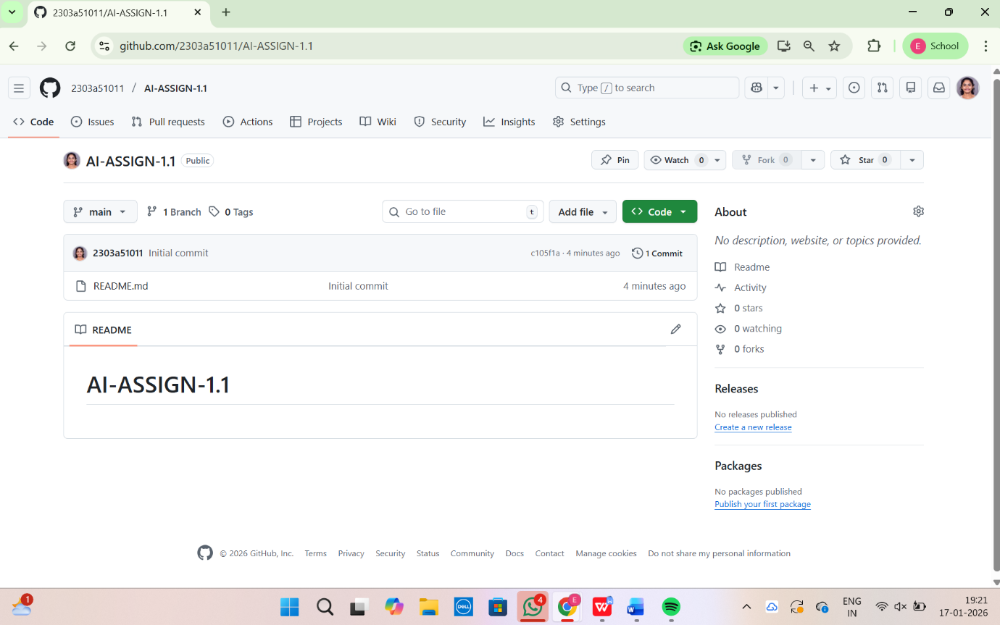 2303a51011/AI-ASSIGN-1.1
github.com/2303a51011/AI-ASSIGN-1.1
Ask Google
E School
2303a51011 / AI-ASSIGN-1.1
Type / to search
Code Issues Pull requests Actions Projects Wiki Security Insights Settings
AI-ASSIGN-1.1 Public
Pin Watch 0 Fork 0 Star 0
main 1 Branch 0 Tags Go to file t Add file Code
About
No description, website, or topics provided.
2303a51011 Initial commit c105f1a · 4 minutes ago 1 Commit
README.md Initial commit 4 minutes ago
Readme
Activity
0 stars
0 watching
0 forks
README
AI-ASSIGN-1.1
Releases
No releases published
Create a new release
Packages
No packages published
Publish your first package
© 2026 GitHub, Inc. Terms Privacy Security Status Community Docs Contact Manage cookies Do not share my personal information
1
DELL
4
E
W
W
ENG
IN
19:21
17-01-2026